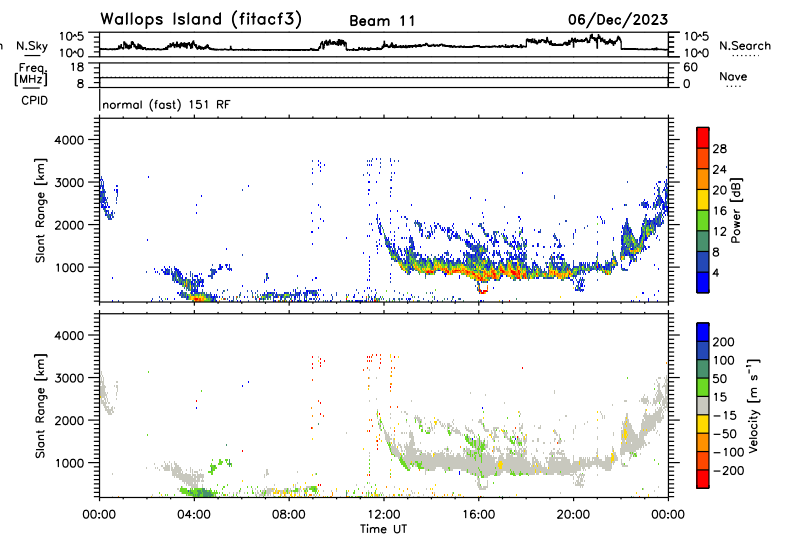 Wallops Island (fitacf3) Beam 11 06/Dec/2023
N.Sky 10^5 10^0 10^5 10^0 N.Search
Freq. [MHz] 18 8 60 0 Nave
CPID normal (fast) 151 RF
Slant Range [km]
4000
3000
2000
1000
28
24
20
16
12
8
4
Power [dB]
Slant Range [km]
4000
3000
2000
1000
200
100
50
15
-15
-50
-100
-200
Velocity [m s⁻¹]
00:00 04:00 08:00 12:00 16:00 20:00 00:00
Time UT